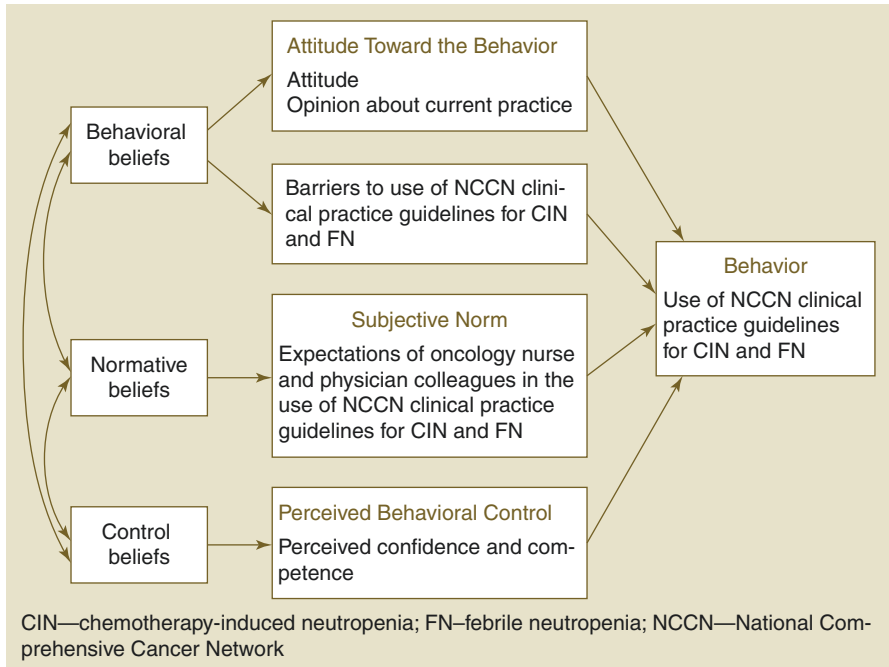 Attitude Toward the Behavior
Attitude
Opinion about current practice
Behavioral
beliefs
Barriers to use of NCCN clini-
cal practice guidelines for CIN
and FN
Behavior
Use of NCCN clinical
practice guidelines
for CIN and FN
Subjective Norm
Expectations of oncology nurse
and physician colleagues in the
use of NCCN clinical practice
guidelines for CIN and FN
Normative
beliefs
Perceived Behavioral Control
Perceived confidence and com-
petence
Control
beliefs
CIN—chemotherapy-induced neutropenia; FN–febrile neutropenia; NCCN—National Com-
prehensive Cancer Network